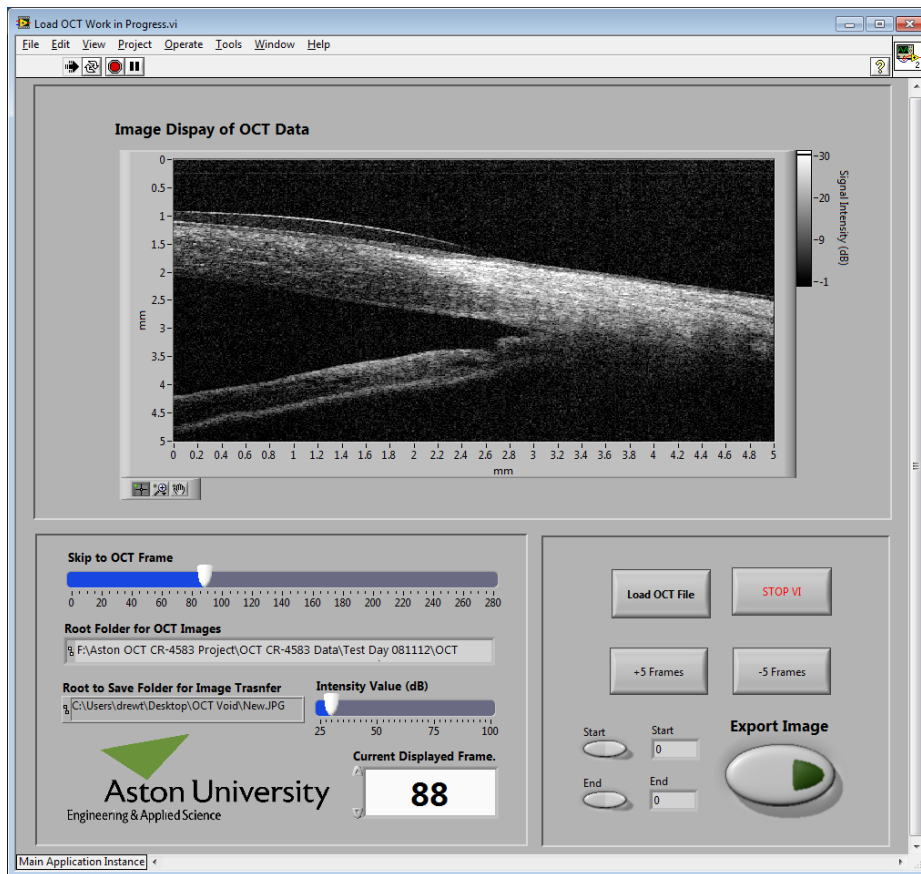 Load OCT Work in Progress.vi
File Edit View Project Operate Tools Window Help
?
2
Image Dispay of OCT Data
0
0.5
1
1.5
2
2.5
3
3.5
4
4.5
5
mm
0 0.2 0.4 0.6 0.8 1 1.2 1.4 1.6 1.8 2 2.2 2.4 2.6 2.8 3 3.2 3.4 3.6 3.8 4 4.2 4.4 4.6 4.8 5
mm
30
20
9
-1
Signal Intensity (dB)
Skip to OCT Frame
0 20 40 60 80 100 120 140 160 180 200 220 240 260 280
Root Folder for OCT Images
F:\Aston OCT CR-4583 Project\OCT CR-4583 Data\Test Day 081112\OCT
Root to Save Folder for Image Trasnfer
C:\Users\drewt\Desktop\OCT Void\New.JPG
Intensity Value (dB)
25 50 75 100
Current Displayed Frame.
88
Aston University
Engineering & Applied Science
Load OCT File
STOP VI
+5 Frames
-5 Frames
Start
Start
0
End
End
0
Export Image
Main Application Instance